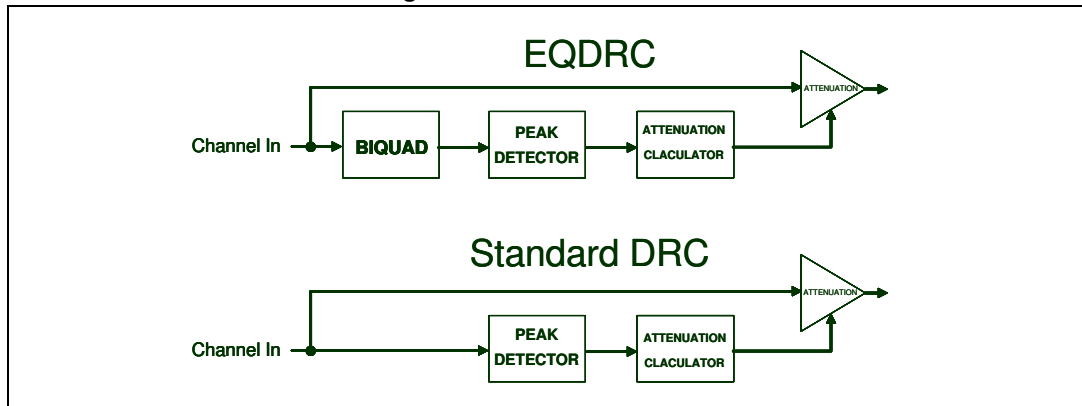 EQDRC
ATTENUATION
Channel In
BIQUAD
PEAK
DETECTOR
ATTENUATION
CLACULATOR
Standard DRC
ATTENUATION
Channel In
PEAK
DETECTOR
ATTENUATION
CLACULATOR